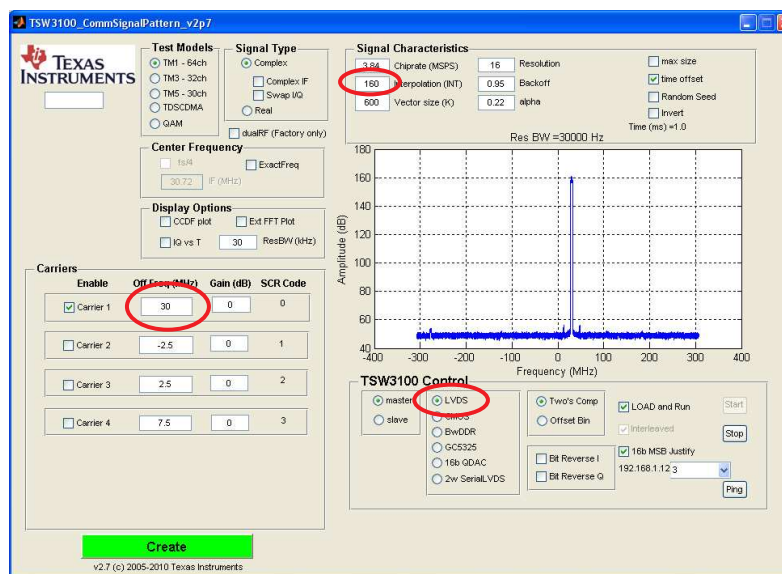 TSW3100_CommSignalPattern_v2p7
TEXAS
INSTRUMENTS
Test Models
TM1 - 64ch
TM3 - 32ch
TM5 - 30ch
TDSCDMA
QAM
Signal Type
Complex
Complex IF
Swap I/Q
Real
dualRF (Factory only)
Center Frequency
fs/4
ExactFreq
30.72 IF (MHz)
Display Options
CCDF plot
Ext FFT Plot
IQ vs T
30 ResBW (kHz)
Signal Characteristics
3.84 Chiprate (MSPS)
16 Resolution
max size
160 Interpolation (INT)
0.95 Backoff
time offset
600 Vector size (K)
0.22 alpha
Random Seed
Invert
Time (ms) =1.0
Res BW =30000 Hz
Amplitude (dB)
180
160
140
120
100
80
60
40
-400 -300 -200 -100 0 100 200 300 400
Frequency (MHz)
Carriers
Enable Off Freq (MHz) Gain (dB) SCR Code
Carrier 1 30 0 0
Carrier 2 -2.5 0 1
Carrier 3 2.5 0 2
Carrier 4 7.5 0 3
TSW3100 Control
master
slave
LVDS
CMOS
BwDDR
GC5325
16b QDAC
2w SerialLVDS
Two's Comp
Offset Bin
Bit Reverse I
Bit Reverse Q
LOAD and Run
Interleaved
16b MSB Justify
192.168.1.12 3
Start
Stop
Ping
Create
v2.7 (c) 2005-2010 Texas Instruments